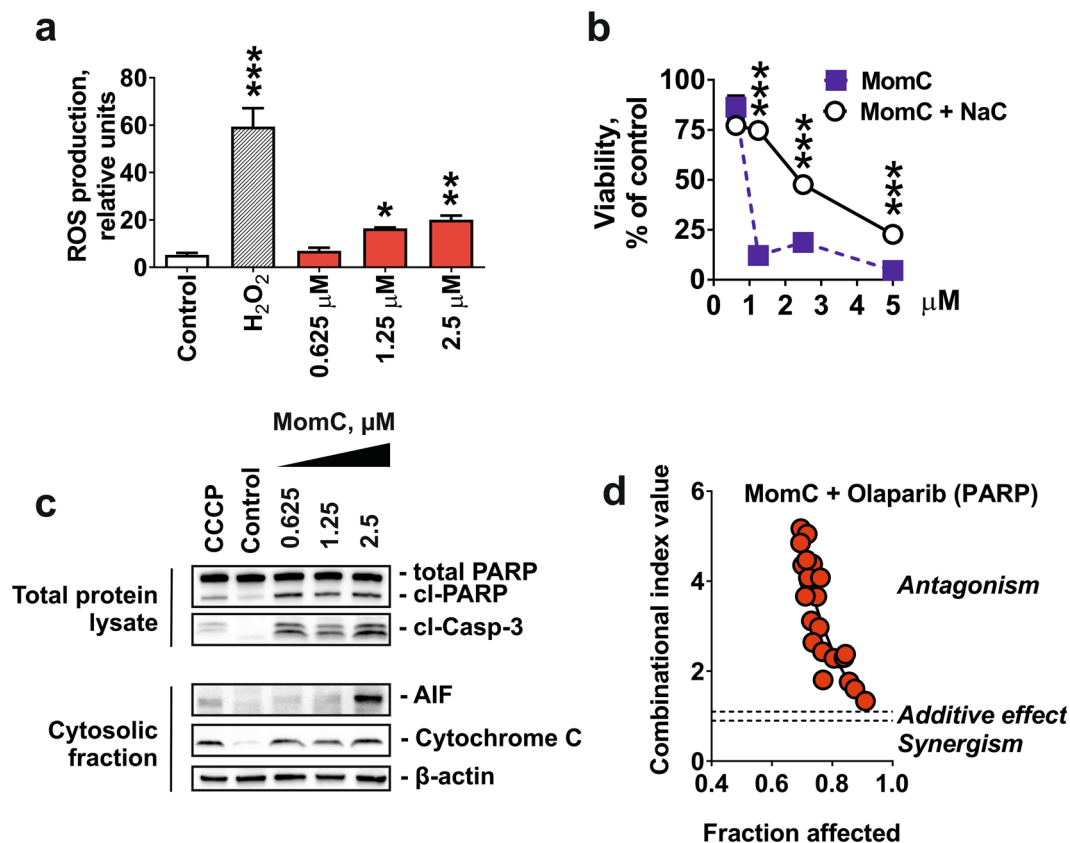 a
ROS production,
relative units
80
60
40
20
0
***
*
**
Control
H₂O₂
0.625 µM
1.25 µM
2.5 µM
b
Viability,
% of control
100
75
50
25
0
***
***
***
MomC
MomC + NaC
0 1 2 3 4 5 µM
c
MomC, µM
CCCP
Control
0.625
1.25
2.5
Total protein
lysate
- total PARP
- cl-PARP
- cl-Casp-3
Cytosolic
fraction
- AIF
- Cytochrome C
- β-actin
d
Combinational index value
6
4
2
0
MomC + Olaparib (PARP)
Antagonism
Additive effect
Synergism
0.4 0.6 0.8 1.0
Fraction affected